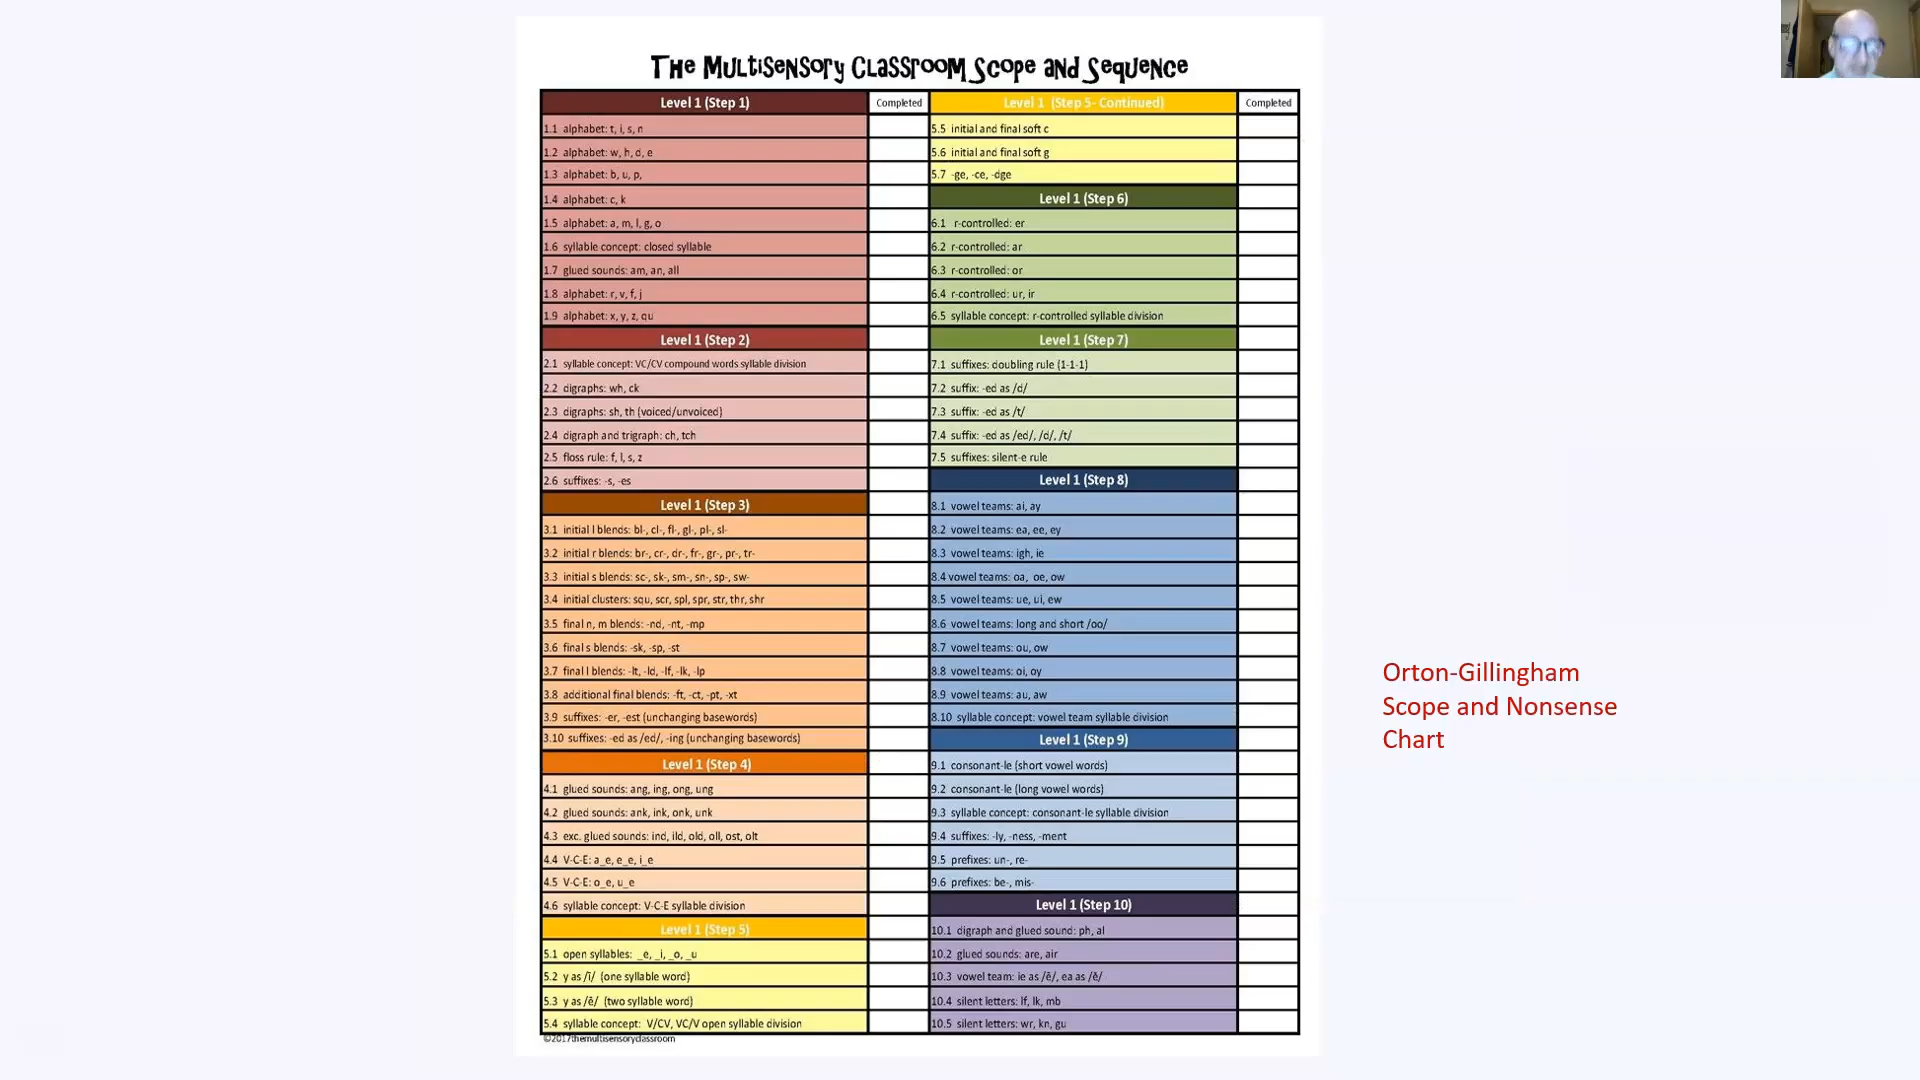 The Multisensory Classroom Scope and Sequence
Level 1 (Step 1)
Completed
1.1 alphabet: t, i, s, n
1.2 alphabet: w, h, d, e
1.3 alphabet: b, u, p,
1.4 alphabet: c, k
1.5 alphabet: a, m, l, g, o
1.6 syllable concept: closed syllable
1.7 glued sounds: am, an, all
1.8 alphabet: r, v, f, j
1.9 alphabet: x, y, z, qu
Level 1 (Step 2)
2.1 syllable concept: VC/CV compound words syllable division
2.2 digraphs: wh, ck
2.3 digraphs: sh, th (voiced/unvoiced)
2.4 digraph and trigraph: ch, tch
2.5 floss rule: f, l, s, z
2.6 suffixes: -s, -es
Level 1 (Step 3)
3.1 initial l blends: bl-, cl-, fl-, gl-, pl-, sl-
3.2 initial r blends: br-, cr-, dr-, fr-, gr-, pr-, tr-
3.3 initial s blends: sc-, sk-, sm-, sn-, sp-, sw-
3.4 initial clusters: squ, scr, spl, spr, str, thr, shr
3.5 final n, m blends: -nd, -nt, -mp
3.6 final s blends: -sk, -sp, -st
3.7 final l blends: -lt, -ld, -lf, -lk, -lp
3.8 additional final blends: -ft, -ct, -pt, -xt
3.9 suffixes: -er, -est (unchanging basewords)
3.10 suffixes: -ed as /ed/, -ing (unchanging basewords)
Level 1 (Step 4)
4.1 glued sounds: ang, ing, ong, ung
4.2 glued sounds: ank, ink, onk, unk
4.3 exc. glued sounds: ind, ild, old, oll, ost, olt
4.4 V-C-E: a_e, e_e, i_e
4.5 V-C-E: o_e, u_e
4.6 syllable concept: V-C-E syllable division
Level 1 (Step 5)
5.1 open syllables: _e, _i, _o, _u
5.2 y as /ī/ (one syllable word)
5.3 y as /ē/ (two syllable word)
5.4 syllable concept: V/CV, VC/V open syllable division
©2017themultisensoryclassroom
Level 1 (Step 5- Continued)
Completed
5.5 initial and final soft c
5.6 initial and final soft g
5.7 -ge, -ce, -dge
Level 1 (Step 6)
6.1 r-controlled: er
6.2 r-controlled: ar
6.3 r-controlled: or
6.4 r-controlled: ur, ir
6.5 syllable concept: r-controlled syllable division
Level 1 (Step 7)
7.1 suffixes: doubling rule (1-1-1)
7.2 suffix: -ed as /d/
7.3 suffix: -ed as /t/
7.4 suffix: -ed as /ed/, /d/, /t/
7.5 suffixes: silent-e rule
Level 1 (Step 8)
8.1 vowel teams: ai, ay
8.2 vowel teams: ea, ee, ey
8.3 vowel teams: igh, ie
8.4 vowel teams: oa, oe, ow
8.5 vowel teams: ue, ui, ew
8.6 vowel teams: long and short /oo/
8.7 vowel teams: ou, ow
8.8 vowel teams: oi, oy
8.9 vowel teams: au, aw
8.10 syllable concept: vowel team syllable division
Level 1 (Step 9)
9.1 consonant-le (short vowel words)
9.2 consonant-le (long vowel words)
9.3 syllable concept: consonant-le syllable division
9.4 suffixes: -ly, -ness, -ment
9.5 prefixes: un-, re-
9.6 prefixes: be-, mis-
Level 1 (Step 10)
10.1 digraph and glued sound: ph, al
10.2 glued sounds: are, air
10.3 vowel team: ie as /ē/, ea as /ĕ/
10.4 silent letters: lf, lk, mb
10.5 silent letters: wr, kn, gu
Orton-Gillingham
Scope and Nonsense
Chart